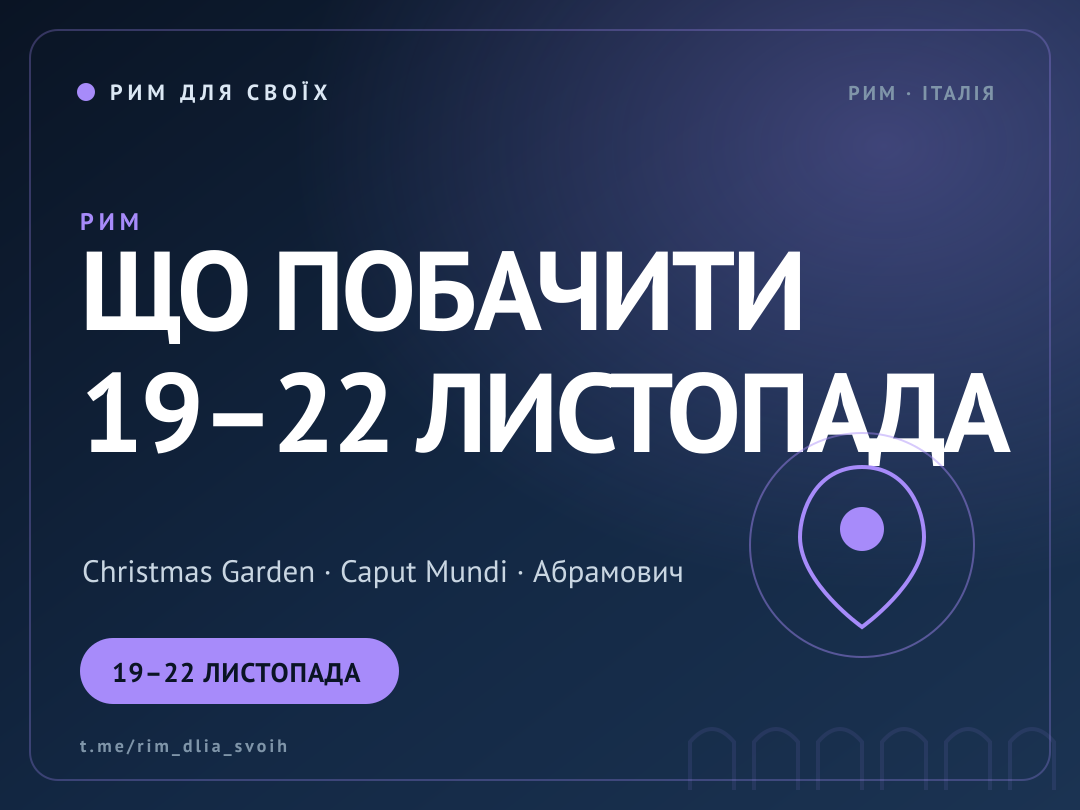 РИМ ДЛЯ СВОЇХ
РИМ · ІТАЛІЯ
РИМ
ЩО ПОБАЧИТИ
19–22 ЛИСТОПАДА
Christmas Garden · Caput Mundi · Абрамович
19–22 ЛИСТОПАДА
t.me/rim_dlia_svoih